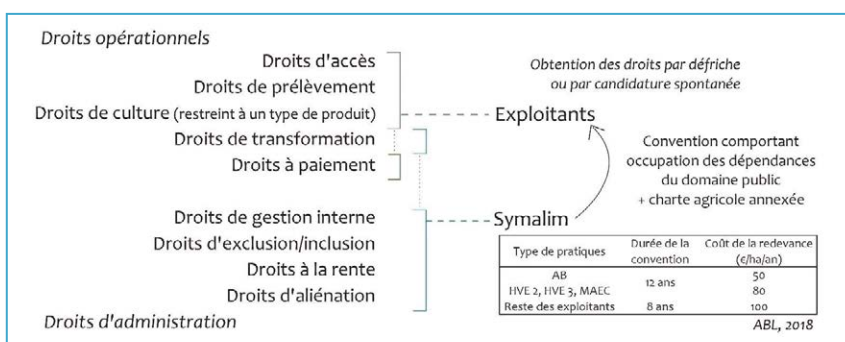 Droits opérationnels
Droits d'accès
Droits de prélèvement
Droits de culture (restreint à un type de produit)
Droits de transformation
Droits à paiement
Droits de gestion interne
Droits d'exclusion/inclusion
Droits à la rente
Droits d'aliénation
Droits d'administration
Obtention des droits par défriche
ou par candidature spontanée
Exploitants
Convention comportant
occupation des dépendances
du domaine public
+ charte agricole annexée
Symalim
Type de pratiques
Durée de la
convention
Coût de la redevance
(€/ha/an)
AB
12 ans
50
HVE 2, HVE 3, MAEC
80
Reste des exploitants
8 ans
100
ABL, 2018